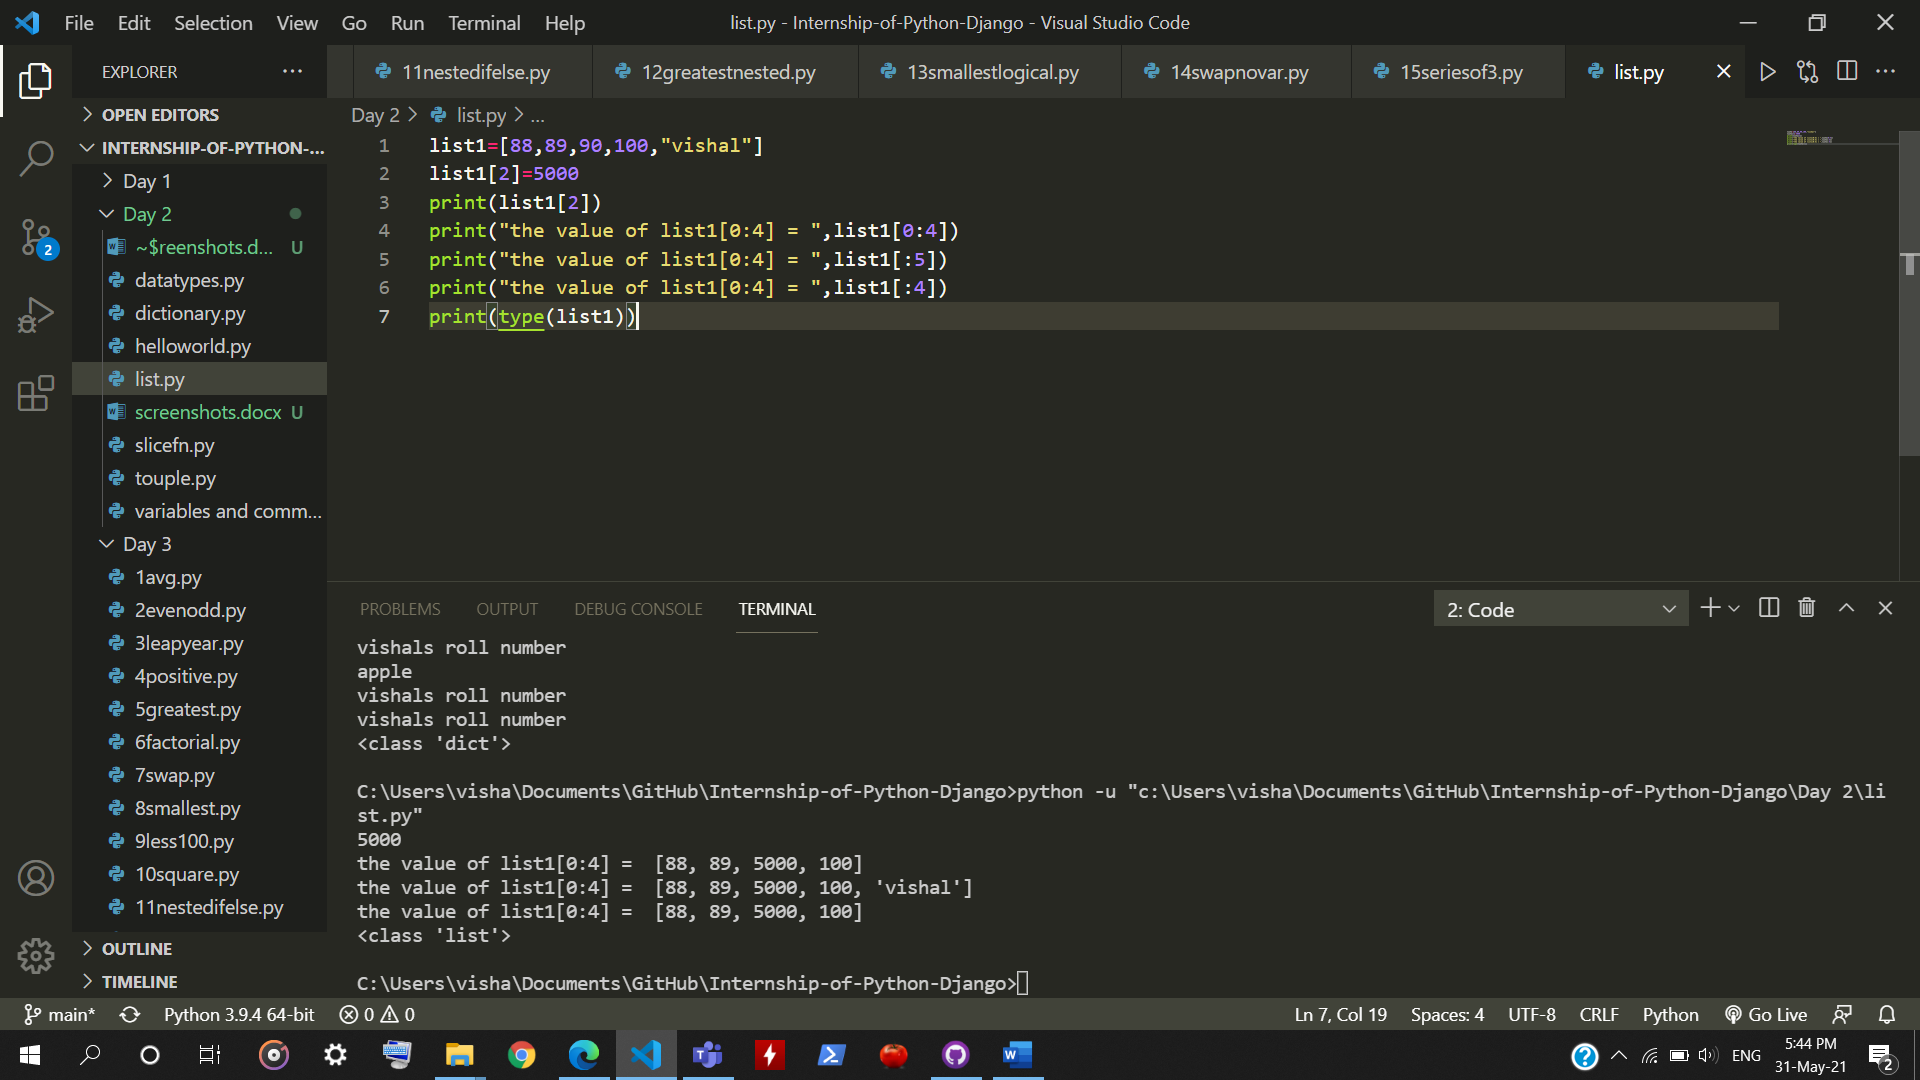 File Edit Selection View Go Run Terminal Help
list.py - Internship-of-Python-Django - Visual Studio Code
EXPLORER
11nestedifelse.py
12greatestnested.py
13smallestlogical.py
14swapnovar.py
15seriesof3.py
list.py
OPEN EDITORS
INTERNSHIP-OF-PYTHON-...
Day 1
Day 2
~$reenshots.d... U
datatypes.py
dictionary.py
helloworld.py
list.py
screenshots.docx U
slicefn.py
touple.py
variables and comm...
Day 3
1avg.py
2evenodd.py
3leapyear.py
4positive.py
5greatest.py
6factorial.py
7swap.py
8smallest.py
9less100.py
10square.py
11nestedifelse.py
OUTLINE
TIMELINE
2
Day 2 > list.py > ...
1 list1=[88,89,90,100,"vishal"]
2 list1[2]=5000
3 print(list1[2])
4 print("the value of list1[0:4] = ",list1[0:4])
5 print("the value of list1[0:4] = ",list1[:5])
6 print("the value of list1[0:4] = ",list1[:4])
7 print(type(list1))
PROBLEMS OUTPUT DEBUG CONSOLE TERMINAL
2: Code
vishals roll number
apple
vishals roll number
vishals roll number
<class 'dict'>
C:\Users\visha\Documents\GitHub\Internship-of-Python-Django>python -u "c:\Users\visha\Documents\GitHub\Internship-of-Python-Django\Day 2\li
st.py"
5000
the value of list1[0:4] =  [88, 89, 5000, 100]
the value of list1[0:4] =  [88, 89, 5000, 100, 'vishal']
the value of list1[0:4] =  [88, 89, 5000, 100]
<class 'list'>
C:\Users\visha\Documents\GitHub\Internship-of-Python-Django>
main* Python 3.9.4 64-bit 0 0
Ln 7, Col 19 Spaces: 4 UTF-8 CRLF Python Go Live
ENG
5:44 PM
31-May-21
2